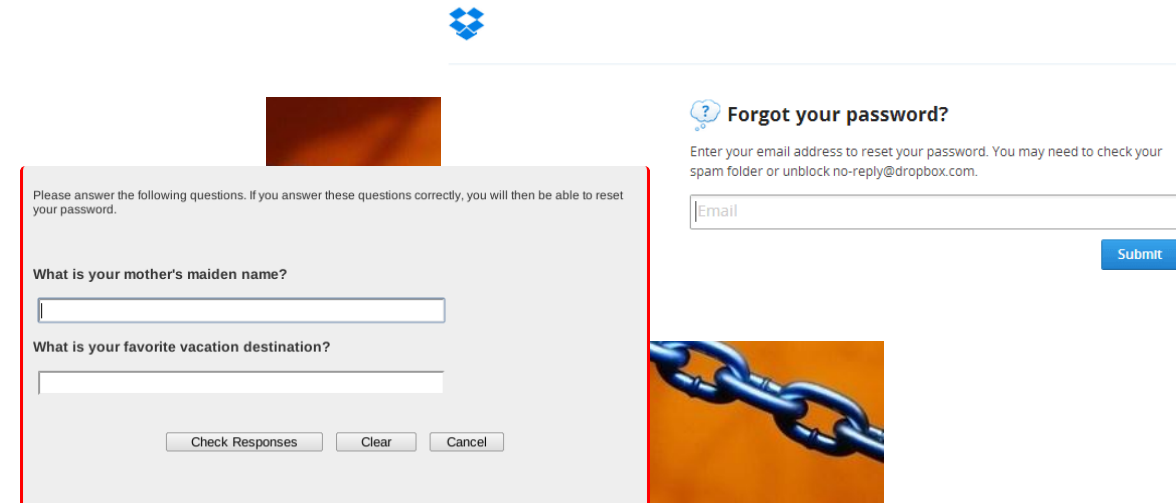 ?
Forgot your password?
Enter your email address to reset your password. You may need to check your
spam folder or unblock no-reply@dropbox.com.
Email
Submit
Please answer the following questions. If you answer these questions correctly, you will then be able to reset
your password.
What is your mother's maiden name?
What is your favorite vacation destination?
Check Responses Clear Cancel